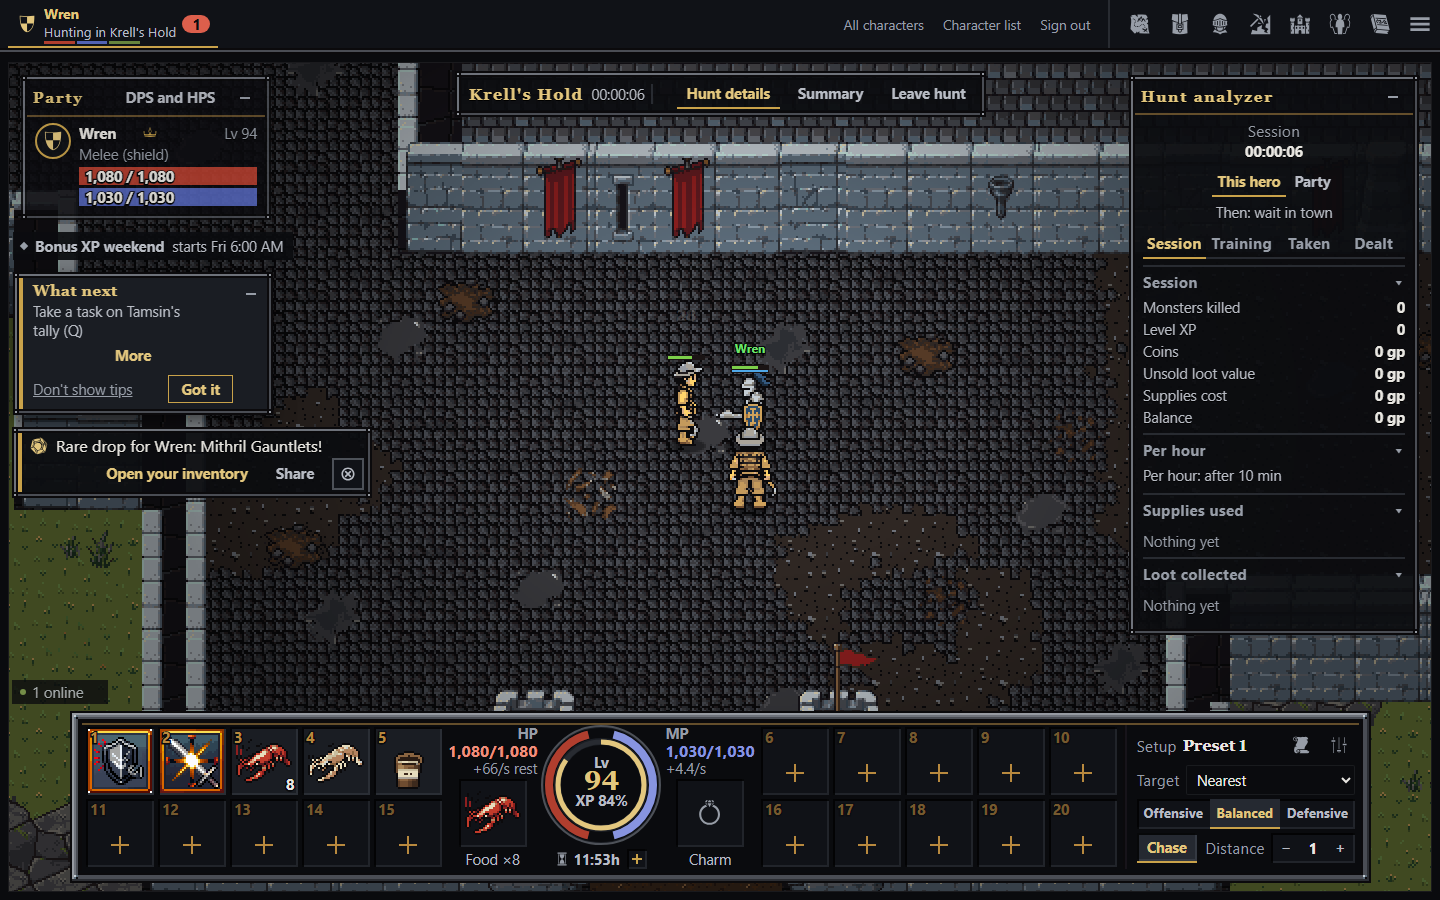 Wren
Hunting in Krell's Hold
1
All characters
Character list
Sign out
Party
DPS and HPS
Wren
Lv 94
Melee (shield)
1,080 / 1,080
1,030 / 1,030
Bonus XP weekend starts Fri 6:00 AM
What next
Take a task on Tamsin's
tally (Q)
More
Don't show tips
Got it
Rare drop for Wren: Mithril Gauntlets!
Open your inventory
Share
1 online
Krell's Hold
00:00:06
Hunt details
Summary
Leave hunt
Wren
Hunt analyzer
Session
00:00:06
This hero
Party
Then: wait in town
Session
Training
Taken
Dealt
Session
Monsters killed 0
Level XP 0
Coins 0 gp
Unsold loot value 0 gp
Supplies cost 0 gp
Balance 0 gp
Per hour
Per hour: after 10 min
Supplies used
Nothing yet
Loot collected
Nothing yet
1
2
3
8
4
5
11
12
13
14
15
HP
1,080/1,080
+66/s rest
Food ×8
Lv
94
XP 84%
11:53h
+
MP
1,030/1,030
+4.4/s
Charm
6
7
8
9
10
16
17
18
19
20
Setup Preset 1
Target Nearest
Offensive
Balanced
Defensive
Chase
Distance
− 1 +